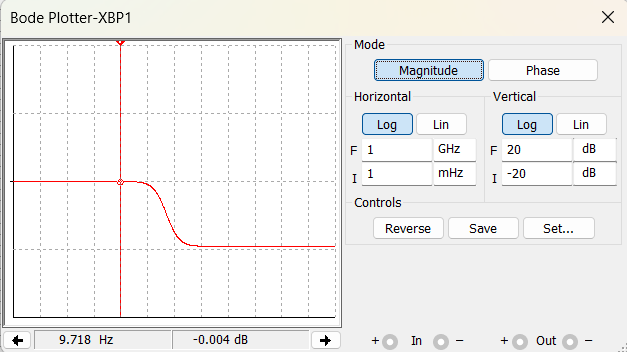 Bode Plotter-XBP1
Mode
Magnitude Phase
Horizontal Vertical
Log Lin Log Lin
F 1 GHz F 20 dB
I 1 mHz I -20 dB
Controls
Reverse Save Set...
9.718 Hz -0.004 dB + In - + Out -